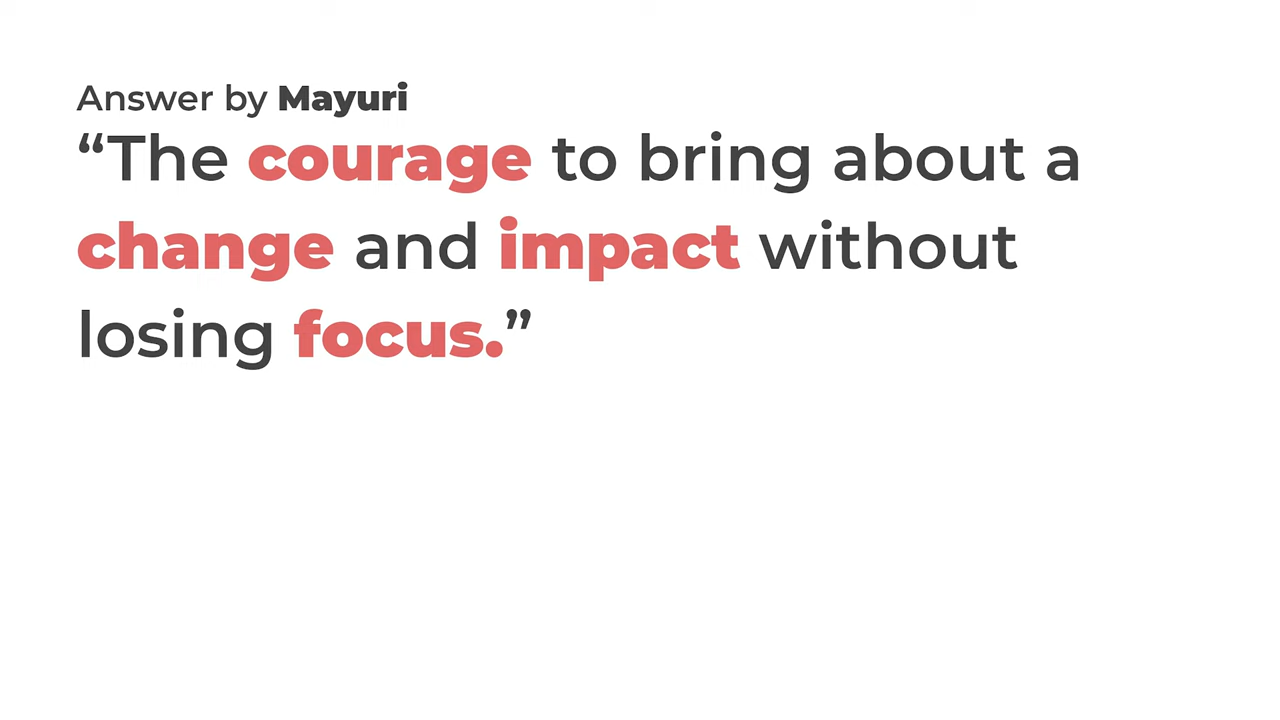 Answer by Mayuri
“The courage to bring about a
change and impact without
losing focus.”